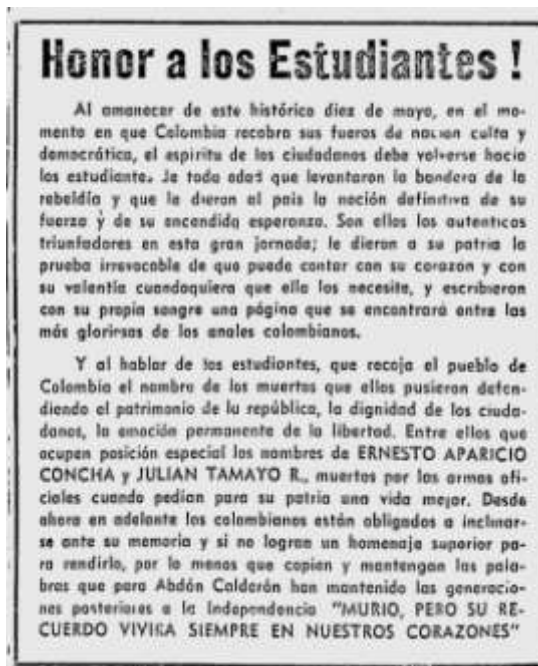 Honor a los Estudiantes !
Al amanecer de este histórico diez de mayo, en el mo-
mento en que Colombia recobra sus fueros de nación culta y
democrática, el espíritu de los ciudadanos debe volverse hacia
los estudiantes de toda edad que levantaron la bandera de la
rebeldía y que le dieron al país la noción definitiva de su
fuerza y de su encendida esperanza. Son ellos los autenticos
triunfadores en esta gran jornada; le dieron a su patria la
prueba irrevocable de que puede contar con su corazón y con
su valentía cuandoquiera que ella los necesite, y escribieron
con su propia sangre una página que se encontrará entre las
más gloriosas de los anales colombianos.
Y al hablar de los estudiantes, que recoja el pueblo de
Colombia el nombre de los muertos que ellos pusieron defen-
diendo el patrimonio de la república, la dignidad de los ciuda-
danos, la emoción permanente de la libertad. Entre ellos que
ocupen posición especial los nombres de ERNESTO APARICIO
CONCHA y JULIAN TAMAYO R., muertos por las armas ofi-
ciales cuando pedían para su patria una vida mejor. Desde
ahora en adelante los colombianos están obligados a inclinar-
se ante su memoria y si no logran un homenaje superior pa-
ra rendirlo, por lo menos que copien y mantengan las pala-
bras que para Abdón Calderón han mantenido las generacio-
nes posteriores a la Independencia "MURIO, PERO SU RE-
CUERDO VIVIRA SIEMPRE EN NUESTROS CORAZONES"